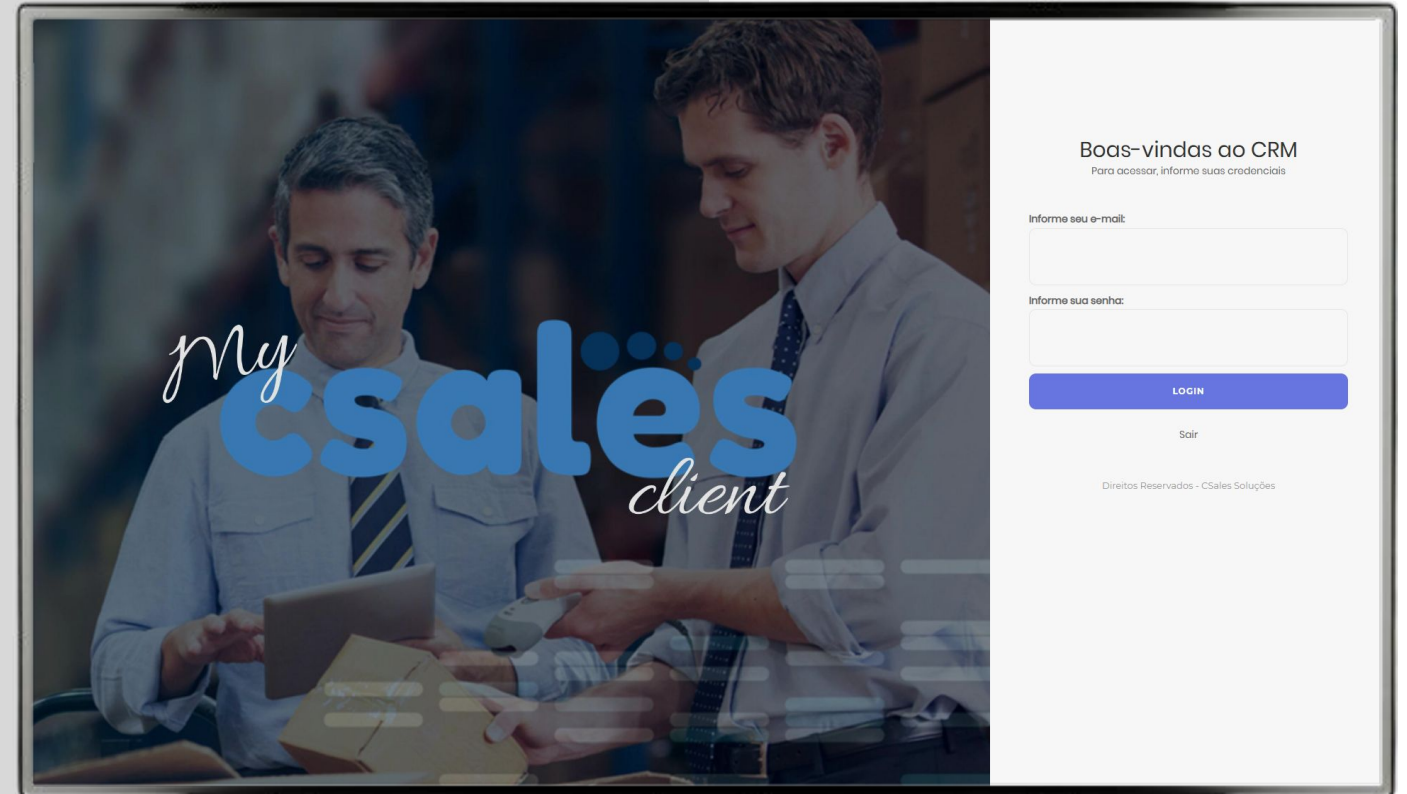 My
csales
client
Boas-vindas ao CRM
Para acessar, informe suas credenciais
Informe seu e-mail:
Informe sua senha:
LOGIN
Sair
Direitos Reservados - CSales Soluções